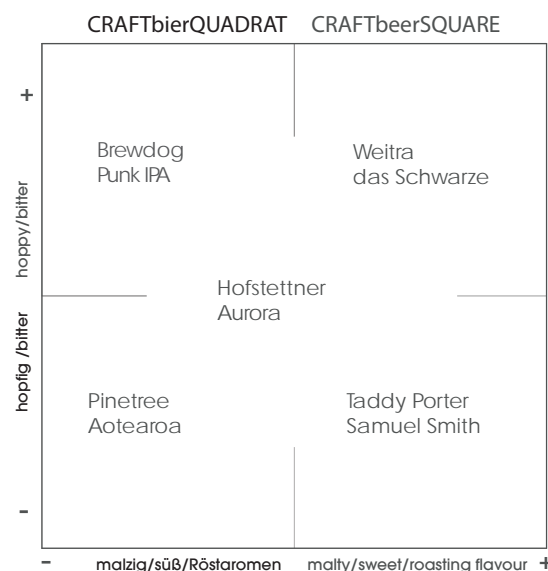 CRAFTbierQUADRAT CRAFTbeerSQUARE
+
hoppy/bitter
hopfig /bitter
-
Brewdog
Punk IPA
Weitra
das Schwarze
Hofstettner
Aurora
Pinetree
Aotearoa
Taddy Porter
Samuel Smith
-
malzig/süß/Röstaromen
malty/sweet/roasting flavour
+